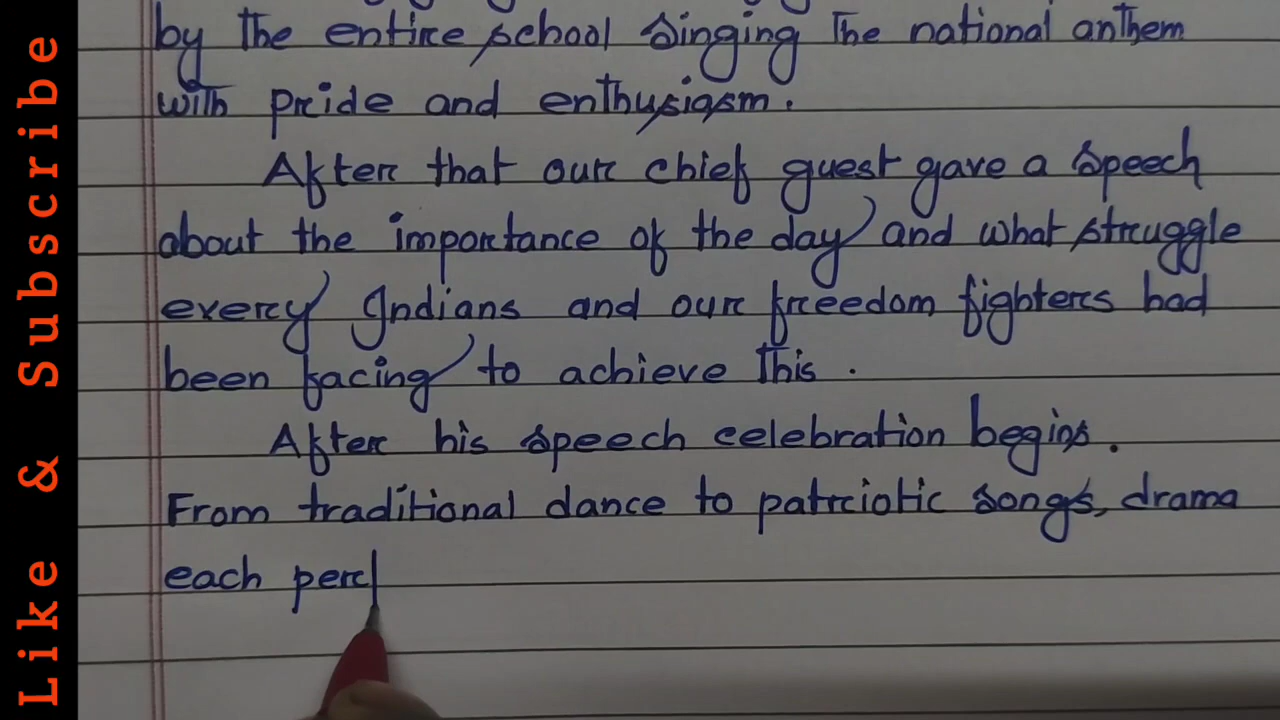 by the entire school singing the national anthem
with pride and enthusiasm.
After that our chief guest gave a speech
about the importance of the day and what struggle
every Indians and our freedom fighters had
been facing to achieve this.
After his speech celebration begins.
From traditional dance to patriotic songs, drama
each per
Like & Subscribe